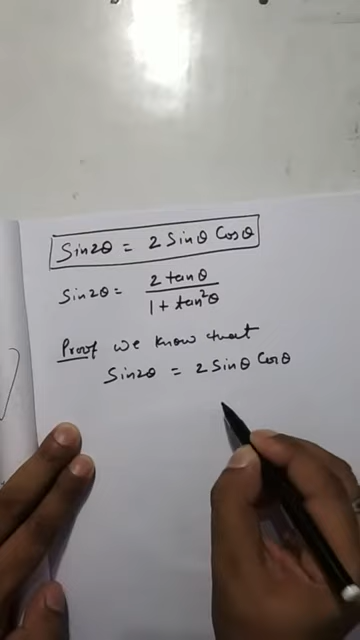 Sin2θ = 2 Sinθ Cosθ
Sin2θ = 2 tanθ / 1 + tan²θ
Proof we know that
Sin2θ = 2 Sinθ Cosθ